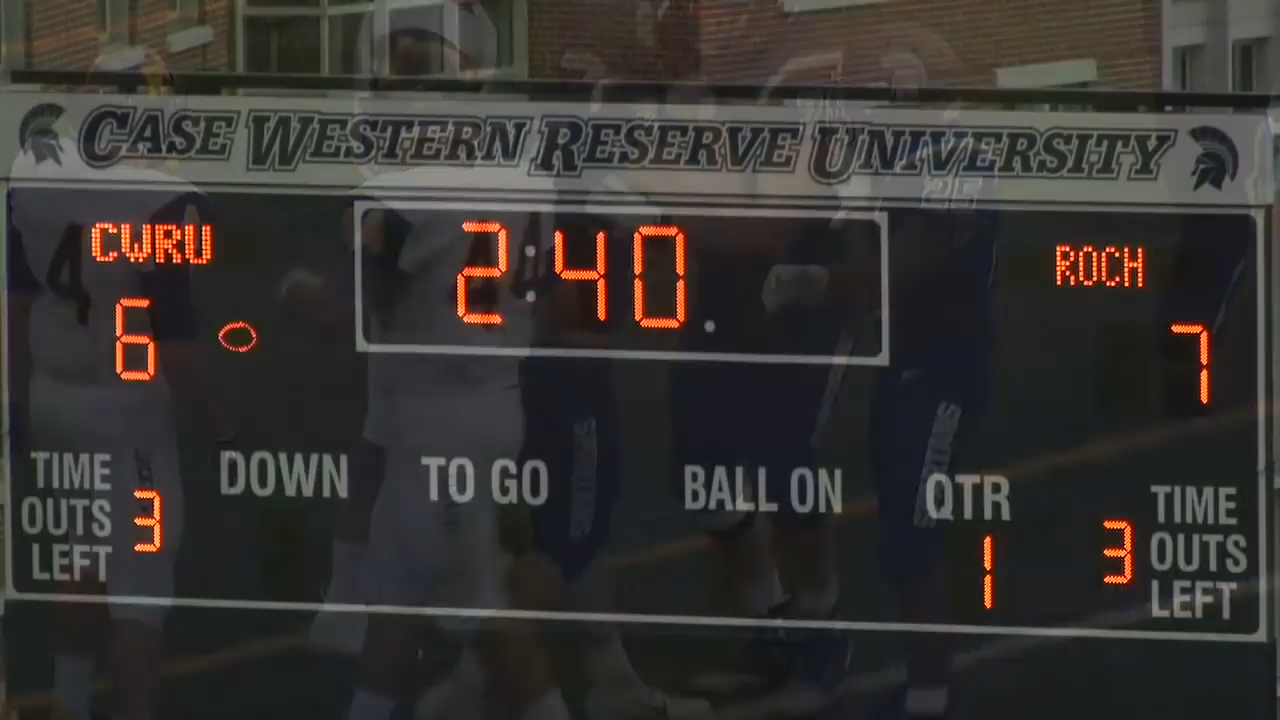 CASE WESTERN RESERVE UNIVERSITY
CWRU
2:40
ROCH
6
7
DOWN
TO GO
BALL ON
QTR
1
TIME
OUTS
LEFT
3
3
TIME
OUTS
LEFT
25